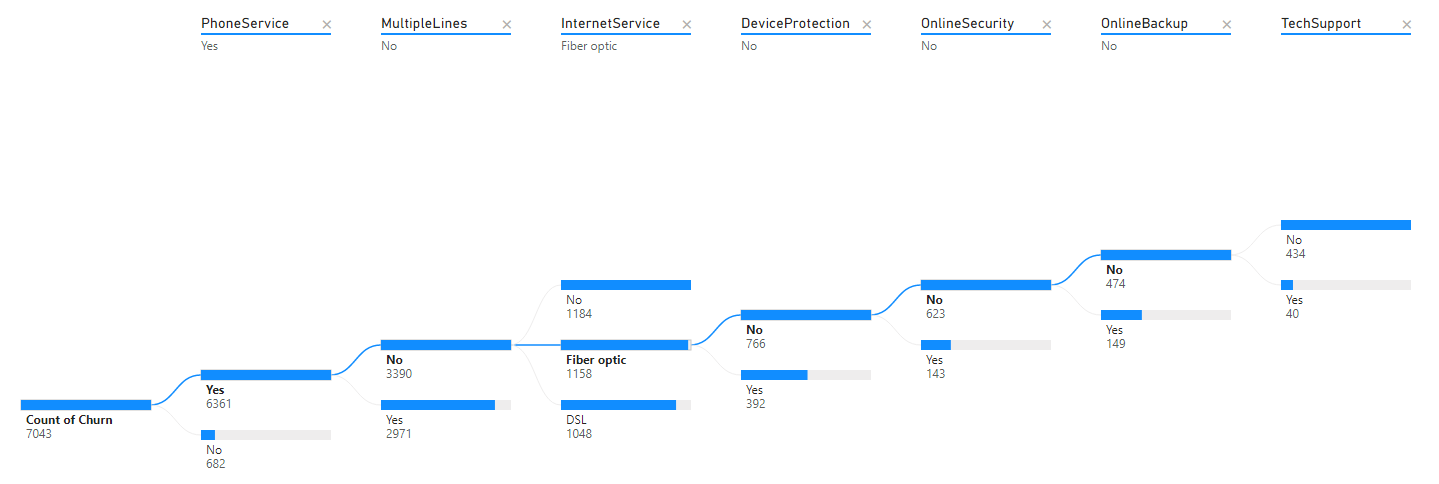 PhoneService ×
Yes
MultipleLines ×
No
InternetService ×
Fiber optic
DeviceProtection ×
No
OnlineSecurity ×
No
OnlineBackup ×
No
TechSupport ×
Count of Churn
7043
Yes
6361
No
682
No
3390
Yes
2971
No
1184
Fiber optic
1158
DSL
1048
No
766
Yes
392
No
623
Yes
143
No
474
Yes
149
No
434
Yes
40